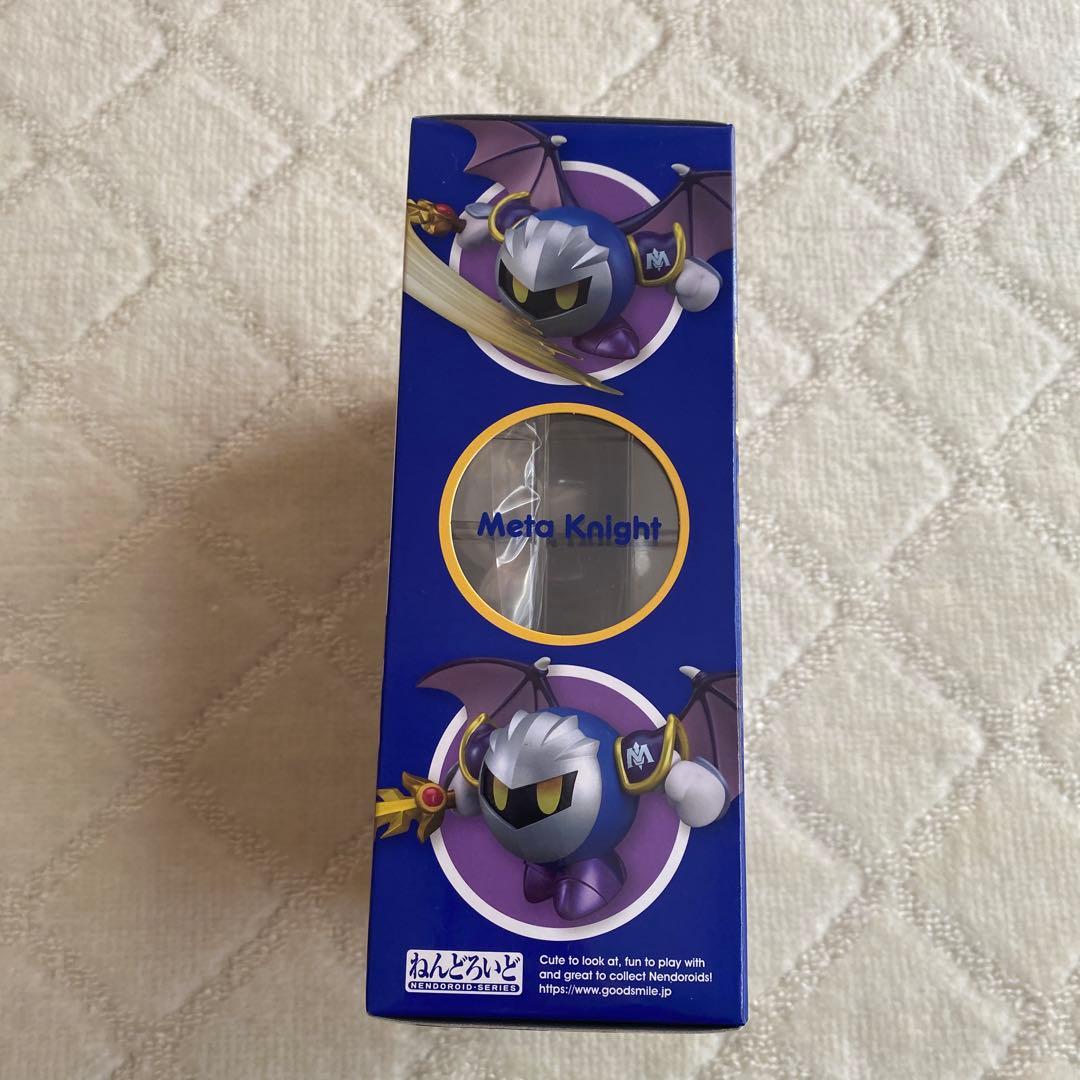 M
Meta Knight
M
ねんどろいど
NENDOROID·SERIES
Cute to look at, fun to play with
and great to collect Nendoroids!
https://www.goodsmile.jp